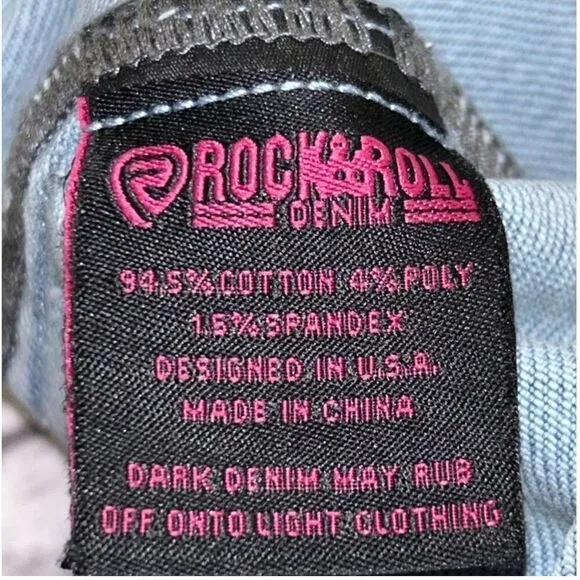 ROCK & ROLL
DENIM
94.5% COTTON 4% POLY
1.5% SPANDEX
DESIGNED IN U.S.A.
MADE IN CHINA
DARK DENIM MAY RUB
OFF ONTO LIGHT CLOTHING